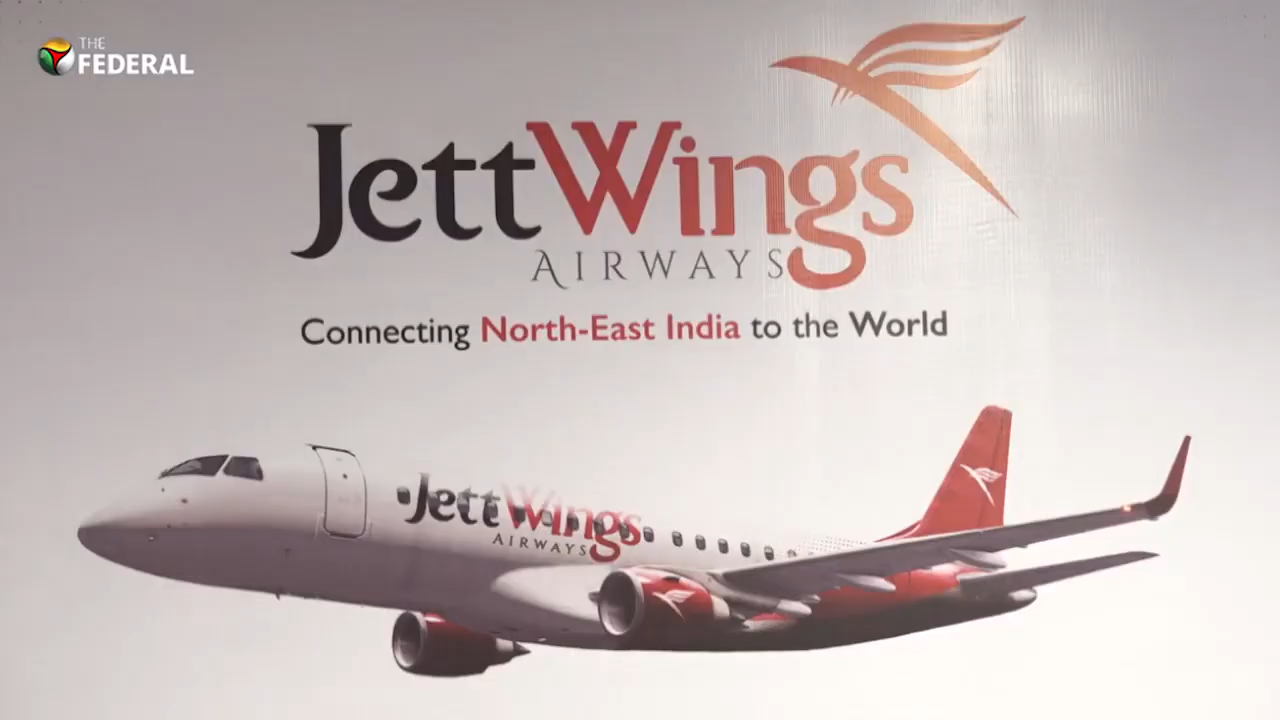 THE
FEDERAL
JettWings
AIRWAYS
Connecting North-East India to the World
JettWings
AIRWAYS